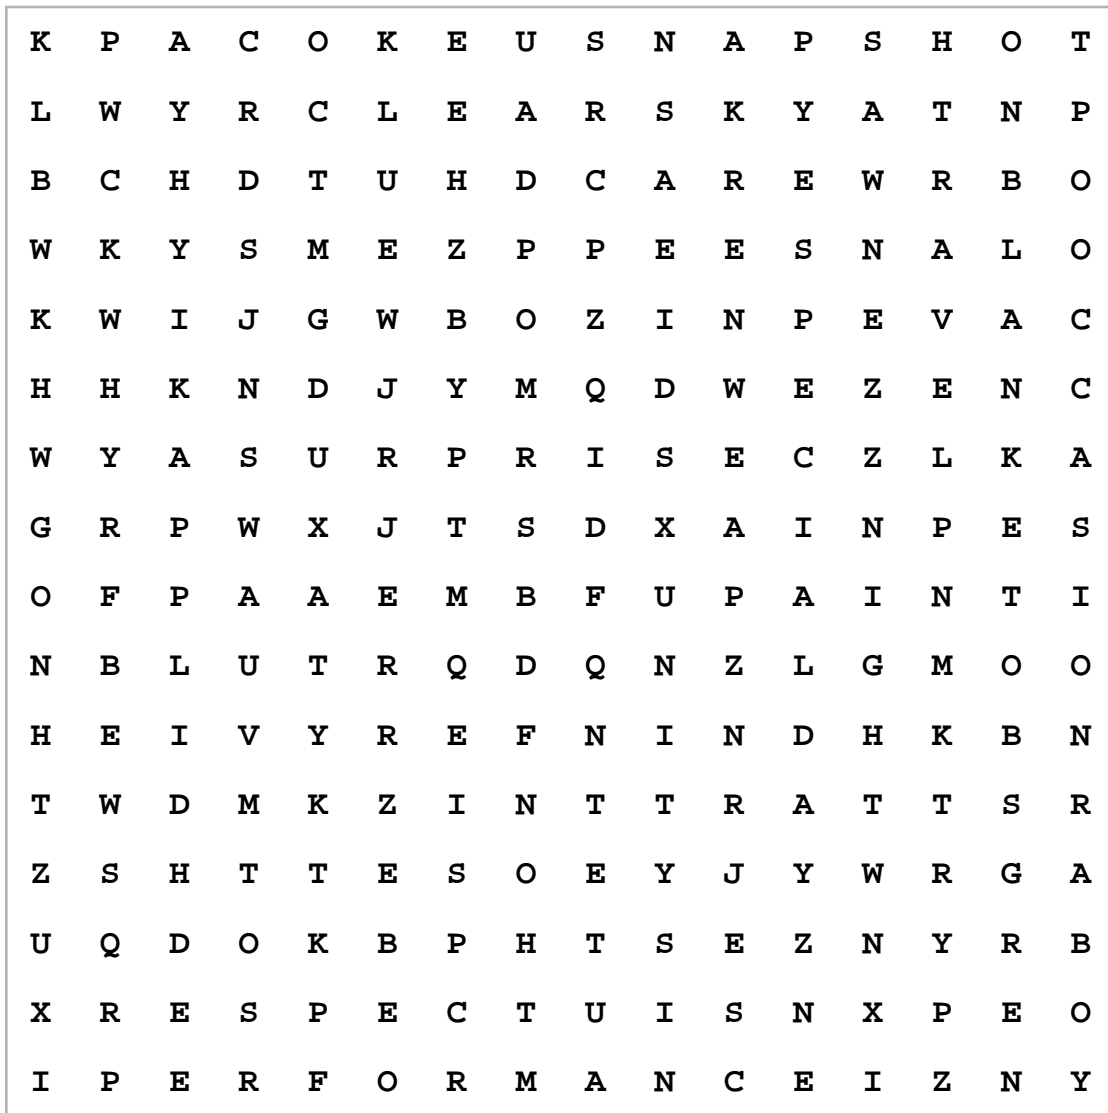 K P A C O K E U S N A P S H O T
L W Y R C L E A R S K Y A T N P
B C H D T U H D C A R E W R B O
W K Y S M E Z P P E E S N A L O
K W I J G W B O Z I N P E V A C
H H K N D J Y M Q D W E Z E N C
W Y A S U R P R I S E C Z L K A
G R P W X J T S D X A I N P E S
O F P A A E M B F U P A I N T I
N B L U T R Q D Q N Z L G M O O
H E I V Y R E F N I N D H K B N
T W D M K Z I N T T R A T T S R
Z S H T T E S O E Y J Y W R G A
U Q D O K B P H T S E Z N Y R B
X R E S P E C T U I S N X P E O
I P E R F O R M A N C E I Z N Y